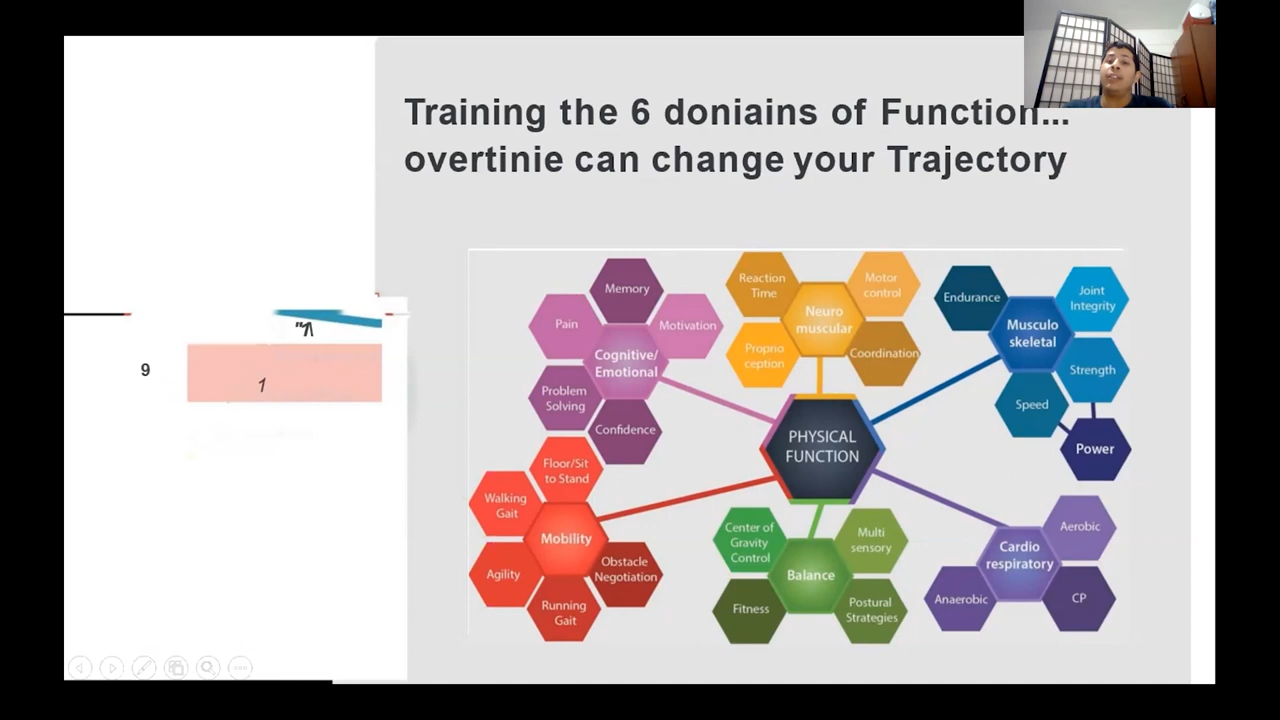 Training the 6 doniains of Function...
overtinie can change your Trajectory
9
1
Memory
Pain
Motivation
Cognitive/
Emotional
Problem
Solving
Confidence
Reaction
Time
Motor
control
Neuro
muscular
Proprio
ception
Coordination
Endurance
Joint
Integrity
Musculo
skeletal
Strength
Speed
Power
PHYSICAL
FUNCTION
Floor/Sit
to Stand
Walking
Gait
Mobility
Agility
Obstacle
Negotiation
Running
Gait
Center of
Gravity
Control
Multi
sensory
Balance
Fitness
Postural
Strategies
Aerobic
Cardio
respiratory
Anaerobic
CP